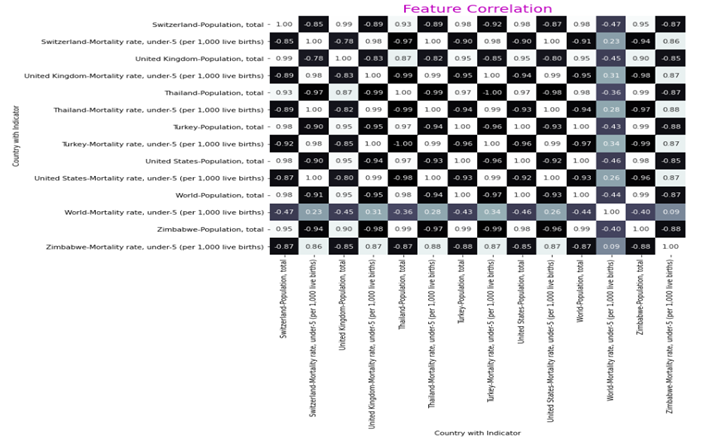 Feature Correlation
Country with Indicator
Switzerland-Population, total 1.00 -0.85 0.99 -0.89 0.93 -0.89 0.98 -0.92 0.98 -0.87 0.98 -0.47 0.95 -0.87
Switzerland-Mortality rate, under-5 (per 1,000 live births) -0.85 1.00 -0.78 0.98 -0.97 1.00 -0.90 0.98 -0.90 1.00 -0.91 0.23 -0.94 0.86
United Kingdom-Population, total 0.99 -0.78 1.00 -0.83 0.87 -0.82 0.95 -0.85 0.95 -0.80 0.95 -0.45 0.90 -0.85
United Kingdom-Mortality rate, under-5 (per 1,000 live births) -0.89 0.98 -0.83 1.00 -0.99 0.99 -0.95 1.00 -0.94 0.99 -0.95 0.31 -0.98 0.87
Thailand-Population, total 0.93 -0.97 0.87 -0.99 1.00 -0.99 0.97 -1.00 0.97 -0.98 0.98 -0.36 0.99 -0.87
Thailand-Mortality rate, under-5 (per 1,000 live births) -0.89 1.00 -0.82 0.99 -0.99 1.00 -0.94 0.99 -0.93 1.00 -0.94 0.28 -0.97 0.88
Turkey-Population, total 0.98 -0.90 0.95 -0.95 0.97 -0.94 1.00 -0.96 1.00 -0.93 1.00 -0.43 0.99 -0.88
Turkey-Mortality rate, under-5 (per 1,000 live births) -0.92 0.98 -0.85 1.00 -1.00 0.99 -0.96 1.00 -0.96 0.99 -0.97 0.34 -0.99 0.87
United States-Population, total 0.98 -0.90 0.95 -0.94 0.97 -0.93 1.00 -0.96 1.00 -0.92 1.00 -0.46 0.98 -0.85
United States-Mortality rate, under-5 (per 1,000 live births) -0.87 1.00 -0.80 0.99 -0.98 1.00 -0.93 0.99 -0.92 1.00 -0.93 0.26 -0.96 0.87
World-Population, total 0.98 -0.91 0.95 -0.95 0.98 -0.94 1.00 -0.97 1.00 -0.93 1.00 -0.44 0.99 -0.87
World-Mortality rate, under-5 (per 1,000 live births) -0.47 0.23 -0.45 0.31 -0.36 0.28 -0.43 0.34 -0.46 0.26 -0.44 1.00 -0.40 0.09
Zimbabwe-Population, total 0.95 -0.94 0.90 -0.98 0.99 -0.97 0.99 -0.99 0.98 -0.96 0.99 -0.40 1.00 -0.88
Zimbabwe-Mortality rate, under-5 (per 1,000 live births) -0.87 0.86 -0.85 0.87 -0.87 0.88 -0.88 0.87 -0.85 0.87 -0.87 0.09 -0.88 1.00
Switzerland-Population, total
Switzerland-Mortality rate, under-5 (per 1,000 live births)
United Kingdom-Population, total
United Kingdom-Mortality rate, under-5 (per 1,000 live births)
Thailand-Population, total
Thailand-Mortality rate, under-5 (per 1,000 live births)
Turkey-Population, total
Turkey-Mortality rate, under-5 (per 1,000 live births)
United States-Population, total
United States-Mortality rate, under-5 (per 1,000 live births)
World-Population, total
World-Mortality rate, under-5 (per 1,000 live births)
Zimbabwe-Population, total
Zimbabwe-Mortality rate, under-5 (per 1,000 live births)
Country with Indicator